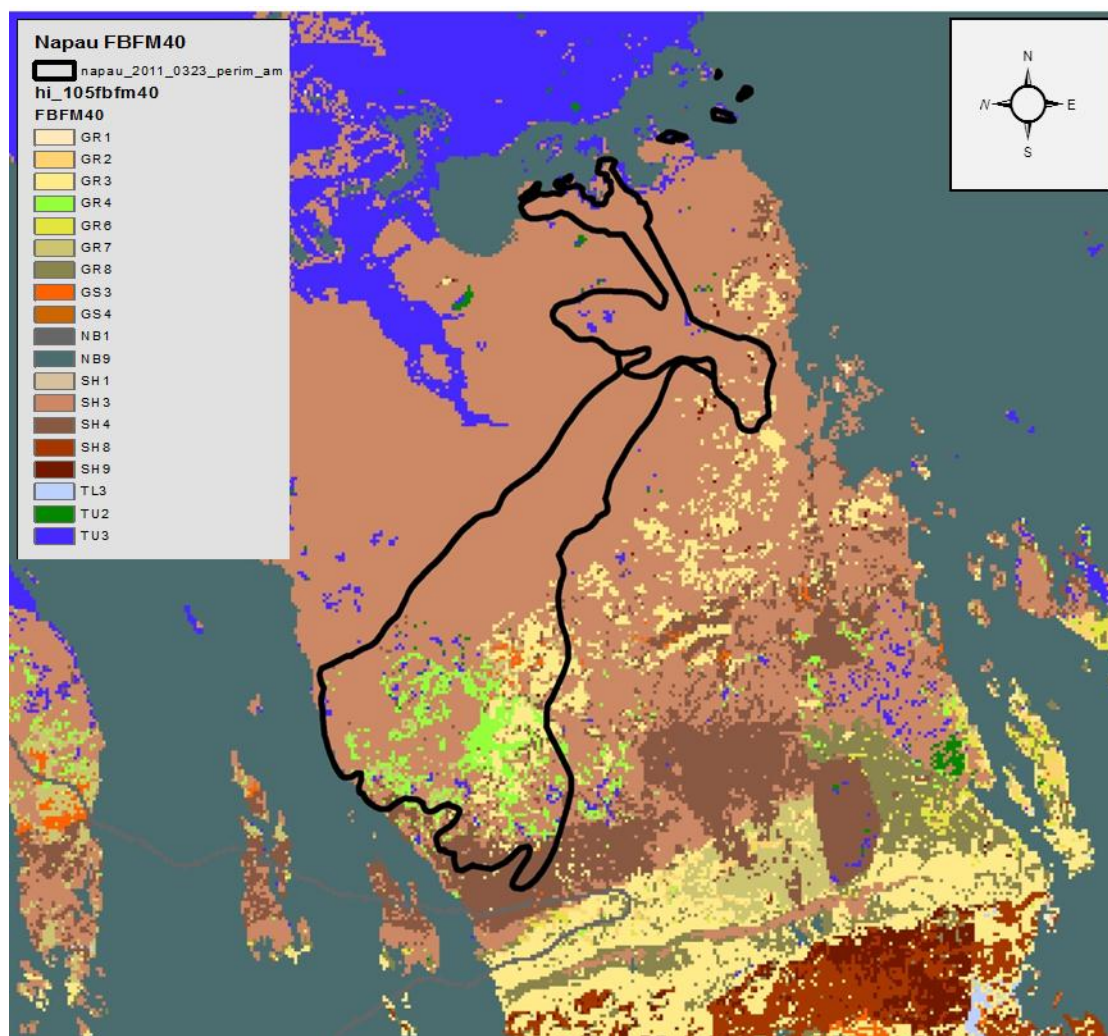 Napau FBFM40
napau_2011_0323_perim_am
hi_105fbfm40
FBFM40
GR1
GR2
GR3
GR4
GR6
GR7
GR8
GS3
GS4
NB1
NB9
SH1
SH3
SH4
SH8
SH9
TL3
TU2
TU3
N
W E
S